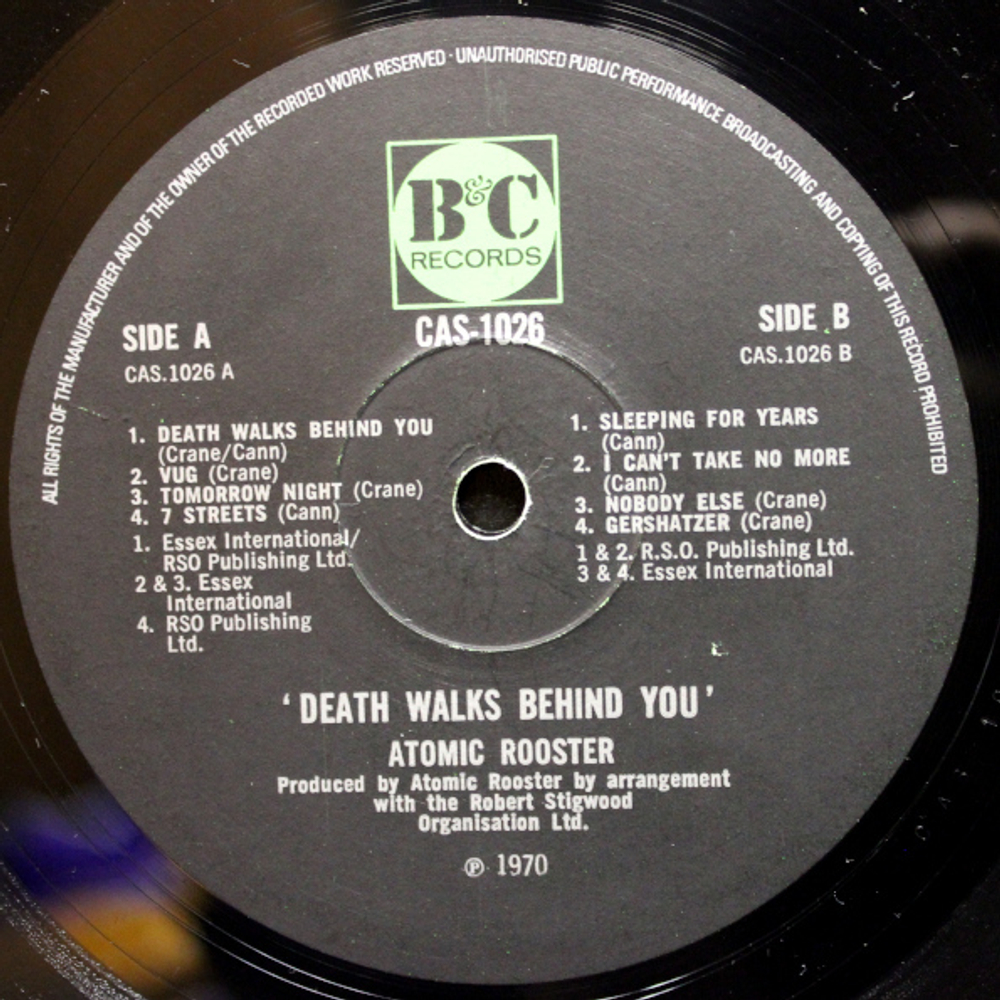 ALL RIGHTS OF THE MANUFACTURER AND OF THE OWNER OF THE RECORDED WORK RESERVED · UNAUTHORISED PUBLIC PERFORMANCE BROADCASTING AND COPYING OF THIS RECORD PROHIBITED
B&C
RECORDS
CAS-1026
SIDE A
CAS.1026 A
1. DEATH WALKS BEHIND YOU
(Crane/Cann)
2. VUG (Crane)
3. TOMORROW NIGHT (Crane)
4. 7 STREETS (Cann)
1. Essex International/
RSO Publishing Ltd.
2 & 3. Essex
International
4. RSO Publishing
Ltd.
SIDE B
CAS.1026 B
1. SLEEPING FOR YEARS
(Cann)
2. I CAN'T TAKE NO MORE
(Cann)
3. NOBODY ELSE (Crane)
4. GERSHATZER (Crane)
1 & 2. R.S.O. Publishing Ltd.
3 & 4. Essex International
'DEATH WALKS BEHIND YOU'
ATOMIC ROOSTER
Produced by Atomic Rooster by arrangement
with the Robert Stigwood
Organisation Ltd.
℗ 1970